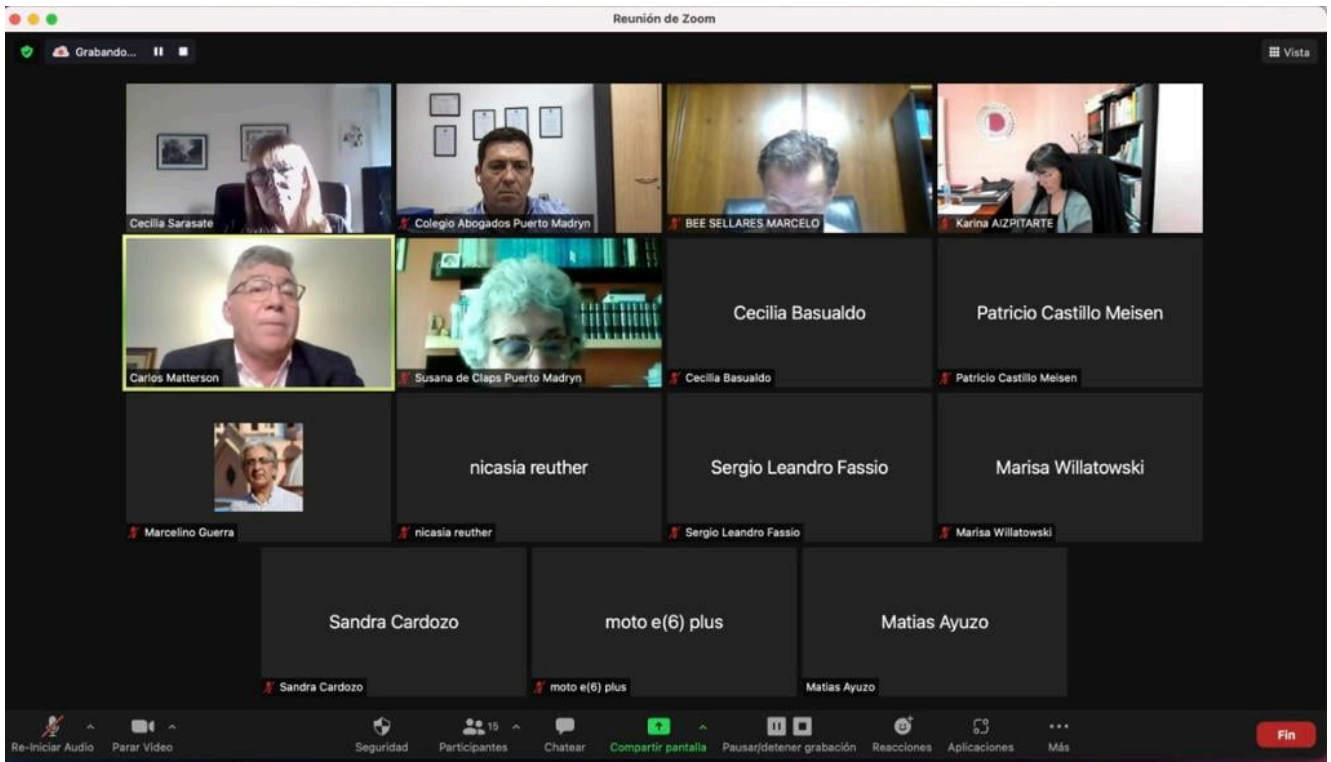 Reunión de Zoom
Grabando...
Vista
Cecilia Sarasate
Colegio Abogados Puerto Madryn
BEE SELLARES MARCELO
Karina AIZPITARTE
Carlos Matterson
Susana de Claps Puerto Madryn
Cecilia Basualdo
Cecilia Basualdo
Patricio Castillo Meisen
Patricio Castillo Meisen
Marcelino Guerra
nicasia reuther
nicasia reuther
Sergio Leandro Fassio
Sergio Leandro Fassio
Marisa Willatowski
Marisa Willatowski
Sandra Cardozo
Sandra Cardozo
moto e(6) plus
moto e(6) plus
Matias Ayuzo
Matias Ayuzo
Re-Iniciar Audio
Parar Video
Seguridad
15
Participantes
Chatear
Compartir pantalla
Pausar/detener grabación
Reacciones
Aplicaciones
Más
Fin